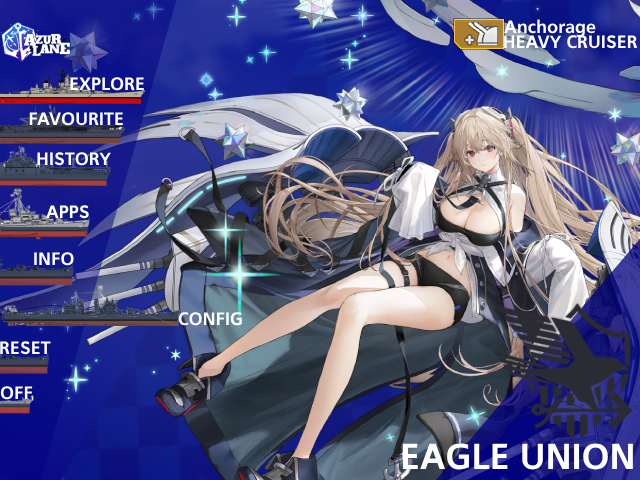 AZUR
LANE
Anchorage
HEAVY CRUISER
EXPLORE
FAVOURITE
HISTORY
APPS
INFO
CONFIG
RESET
OFF
EAGLE UNION